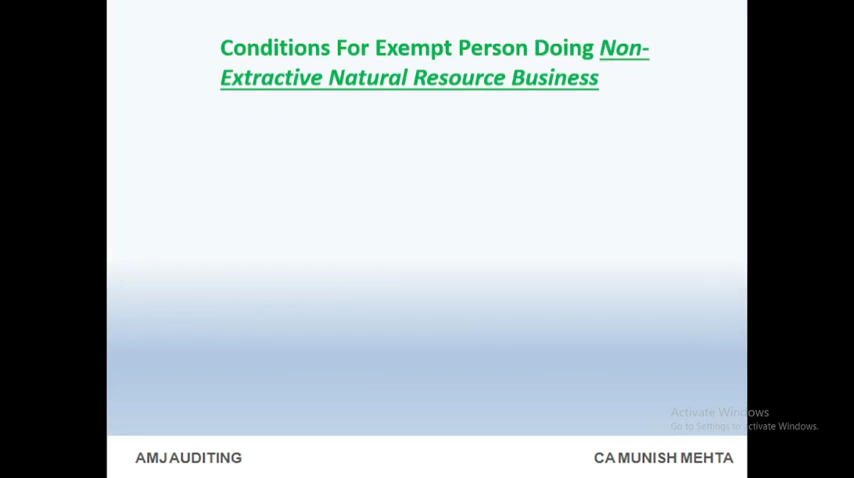 Conditions For Exempt Person Doing Non-
Extractive Natural Resource Business
Activate Windows
Go to Settings to activate Windows.
AMJ AUDITING
CA MUNISH MEHTA